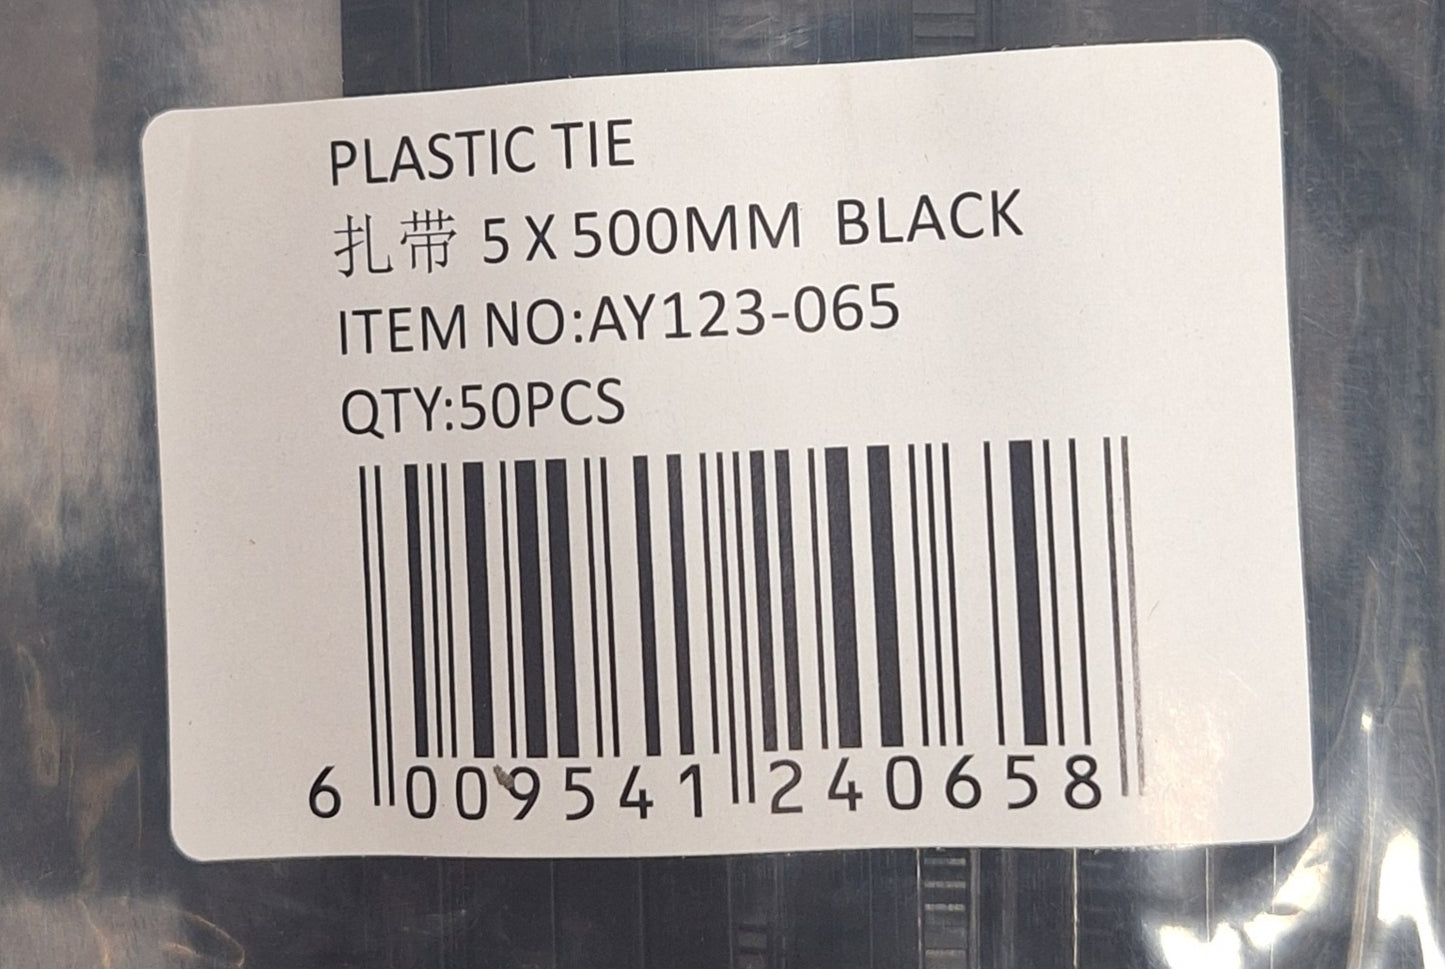 PLASTIC TIE
扎带 5 X 500MM BLACK
ITEM NO:AY123-065
QTY:50PCS
6 009541 240658